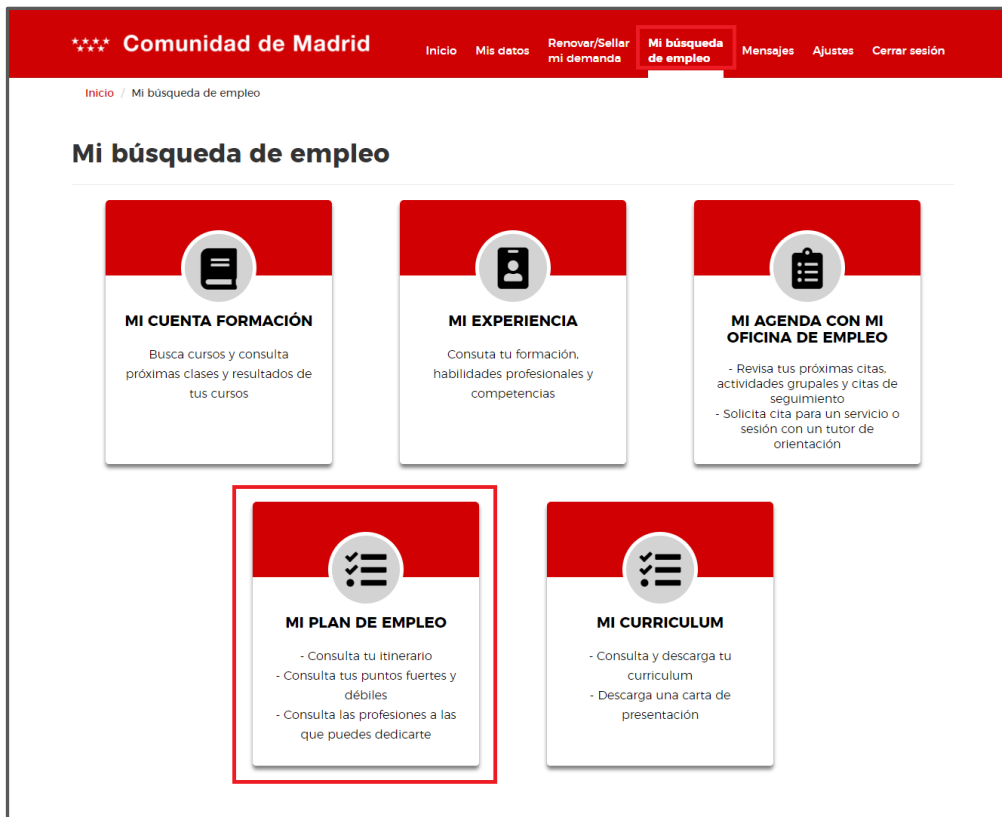 Comunidad de Madrid
Inicio Mis datos Renovar/Sellar mi demanda Mi búsqueda de empleo Mensajes Ajustes Cerrar sesión
Inicio / Mi búsqueda de empleo
Mi búsqueda de empleo
MI CUENTA FORMACIÓN
Busca cursos y consulta
próximas clases y resultados de
tus cursos
MI EXPERIENCIA
Consuta tu formación,
habilidades profesionales y
competencias
MI AGENDA CON MI
OFICINA DE EMPLEO
- Revisa tus próximas citas,
actividades grupales y citas de
seguimiento
- Solicita cita para un servicio o
sesión con un tutor de
orientación
MI PLAN DE EMPLEO
- Consulta tu itinerario
- Consulta tus puntos fuertes y
débiles
- Consulta las profesiones a las
que puedes dedicarte
MI CURRICULUM
- Consulta y descarga tu
curriculum
- Descarga una carta de
presentación